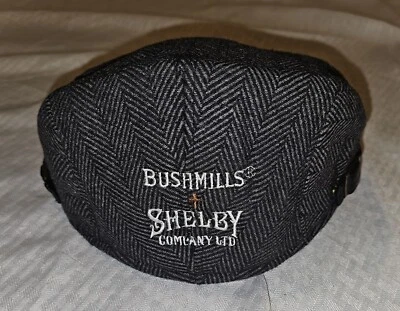 BUSHMILLS®
+
SHELBY
COMPANY LTD